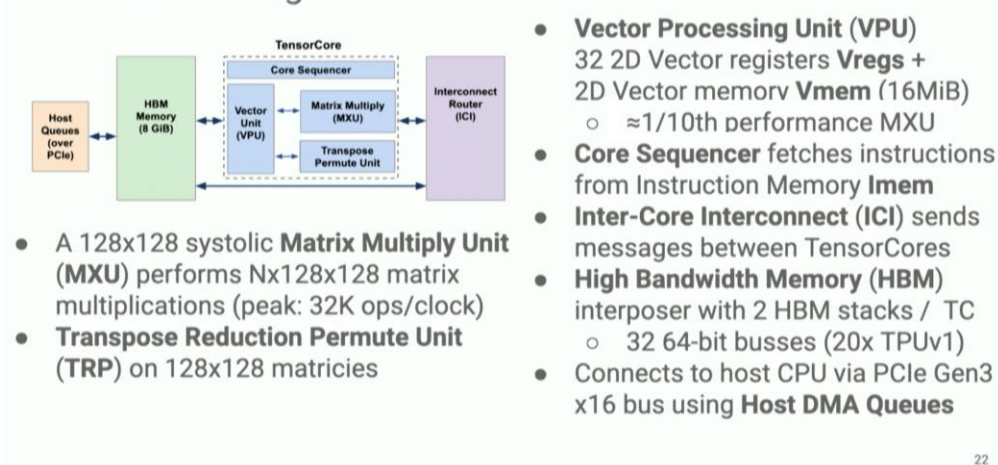 TensorCore
Core Sequencer
Host
Queues
(over
PCIe)
HBM
Memory
(8 GiB)
Vector
Unit
(VPU)
Matrix Multiply
(MXU)
Transpose
Permute Unit
Interconnect
Router
(ICI)
● A 128x128 systolic Matrix Multiply Unit
(MXU) performs Nx128x128 matrix
multiplications (peak: 32K ops/clock)
● Transpose Reduction Permute Unit
(TRP) on 128x128 matricies
● Vector Processing Unit (VPU)
32 2D Vector registers Vregs +
2D Vector memory Vmem (16MiB)
○ ≈1/10th performance MXU
● Core Sequencer fetches instructions
from Instruction Memory Imem
● Inter-Core Interconnect (ICI) sends
messages between TensorCores
● High Bandwidth Memory (HBM)
interposer with 2 HBM stacks / TC
○ 32 64-bit busses (20x TPUv1)
● Connects to host CPU via PCIe Gen3
x16 bus using Host DMA Queues
22